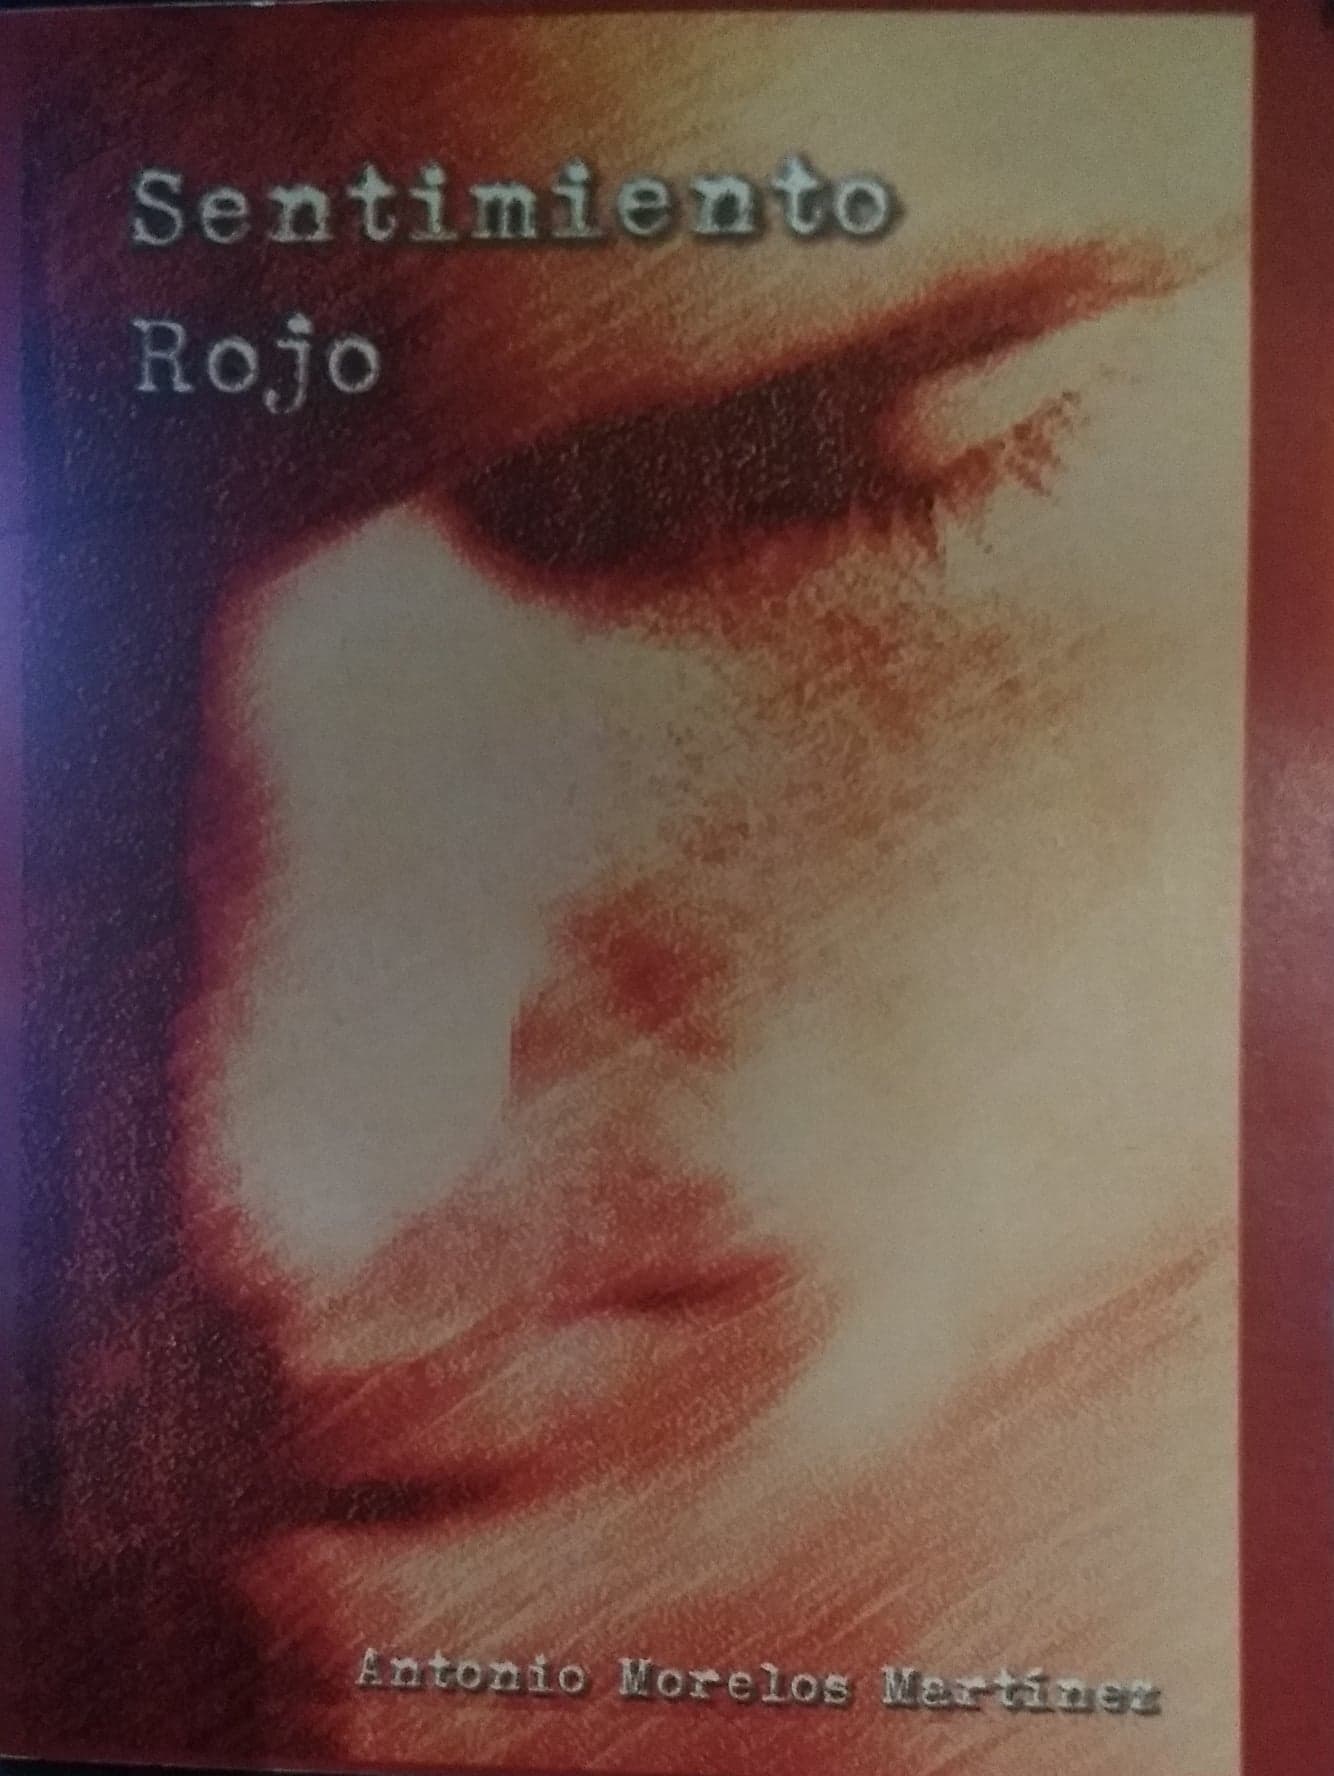 Sentimiento
Rojo
Antonio Morelos Martínez